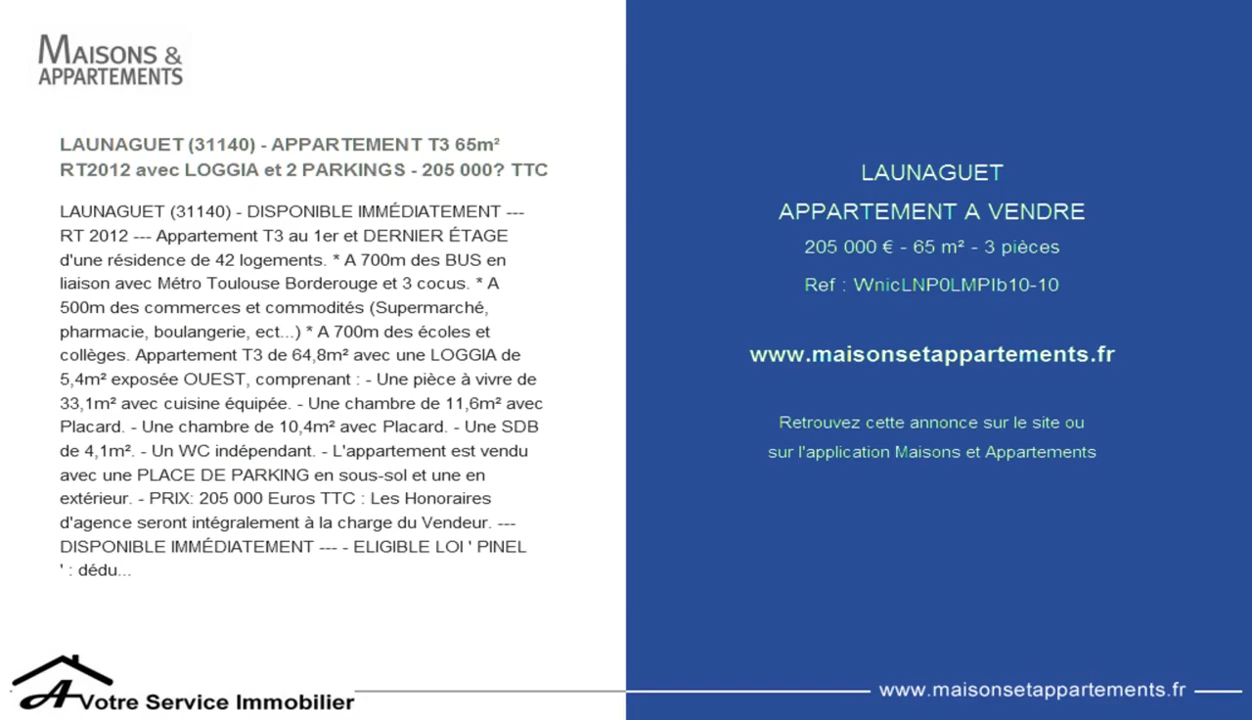 MAISONS &
APPARTEMENTS
LAUNAGUET (31140) - APPARTEMENT T3 65m²
RT2012 avec LOGGIA et 2 PARKINGS - 205 000? TTC
LAUNAGUET (31140) - DISPONIBLE IMMÉDIATEMENT ---
RT 2012 --- Appartement T3 au 1er et DERNIER ÉTAGE
d'une résidence de 42 logements. * A 700m des BUS en
liaison avec Métro Toulouse Borderouge et 3 cocus. * A
500m des commerces et commodités (Supermarché,
pharmacie, boulangerie, ect...) * A 700m des écoles et
collèges. Appartement T3 de 64,8m² avec une LOGGIA de
5,4m² exposée OUEST, comprenant : - Une pièce à vivre de
33,1m² avec cuisine équipée. - Une chambre de 11,6m² avec
Placard. - Une chambre de 10,4m² avec Placard. - Une SDB
de 4,1m². - Un WC indépendant. - L'appartement est vendu
avec une PLACE DE PARKING en sous-sol et une en
extérieur. - PRIX: 205 000 Euros TTC : Les Honoraires
d'agence seront intégralement à la charge du Vendeur. ---
DISPONIBLE IMMÉDIATEMENT --- - ELIGIBLE LOI ' PINEL
' : dédu...
A Votre Service Immobilier
LAUNAGUET
APPARTEMENT A VENDRE
205 000 € - 65 m² - 3 pièces
Ref : WnicLNP0LMPIb10-10
www.maisonsetappartements.fr
Retrouvez cette annonce sur le site ou
sur l'application Maisons et Appartements
www.maisonsetappartements.fr